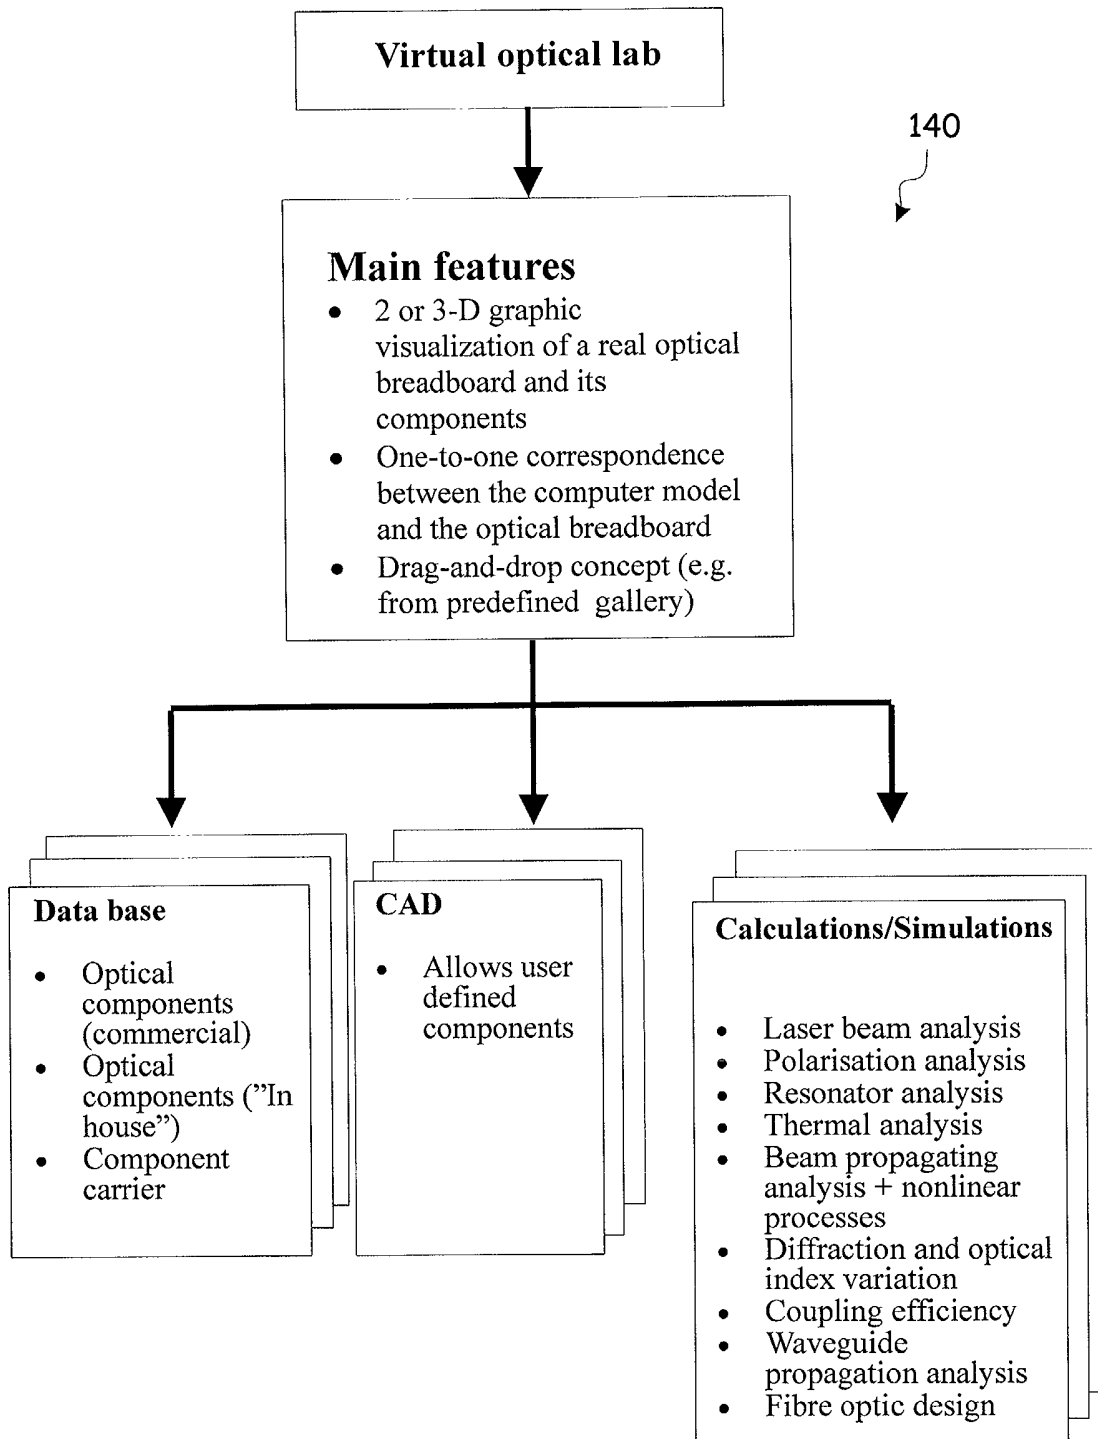 Virtual optical lab
140
Main features
• 2 or 3-D graphic
visualization of a real optical
breadboard and its
components
• One-to-one correspondence
between the computer model
and the optical breadboard
• Drag-and-drop concept (e.g.
from predefined gallery)
Data base
• Optical
components
(commercial)
• Optical
components (”In
house”)
• Component
carrier
CAD
• Allows user
defined
components
Calculations/Simulations
• Laser beam analysis
• Polarisation analysis
• Resonator analysis
• Thermal analysis
• Beam propagating
analysis + nonlinear
processes
• Diffraction and optical
index variation
• Coupling efficiency
• Waveguide
propagation analysis
• Fibre optic design